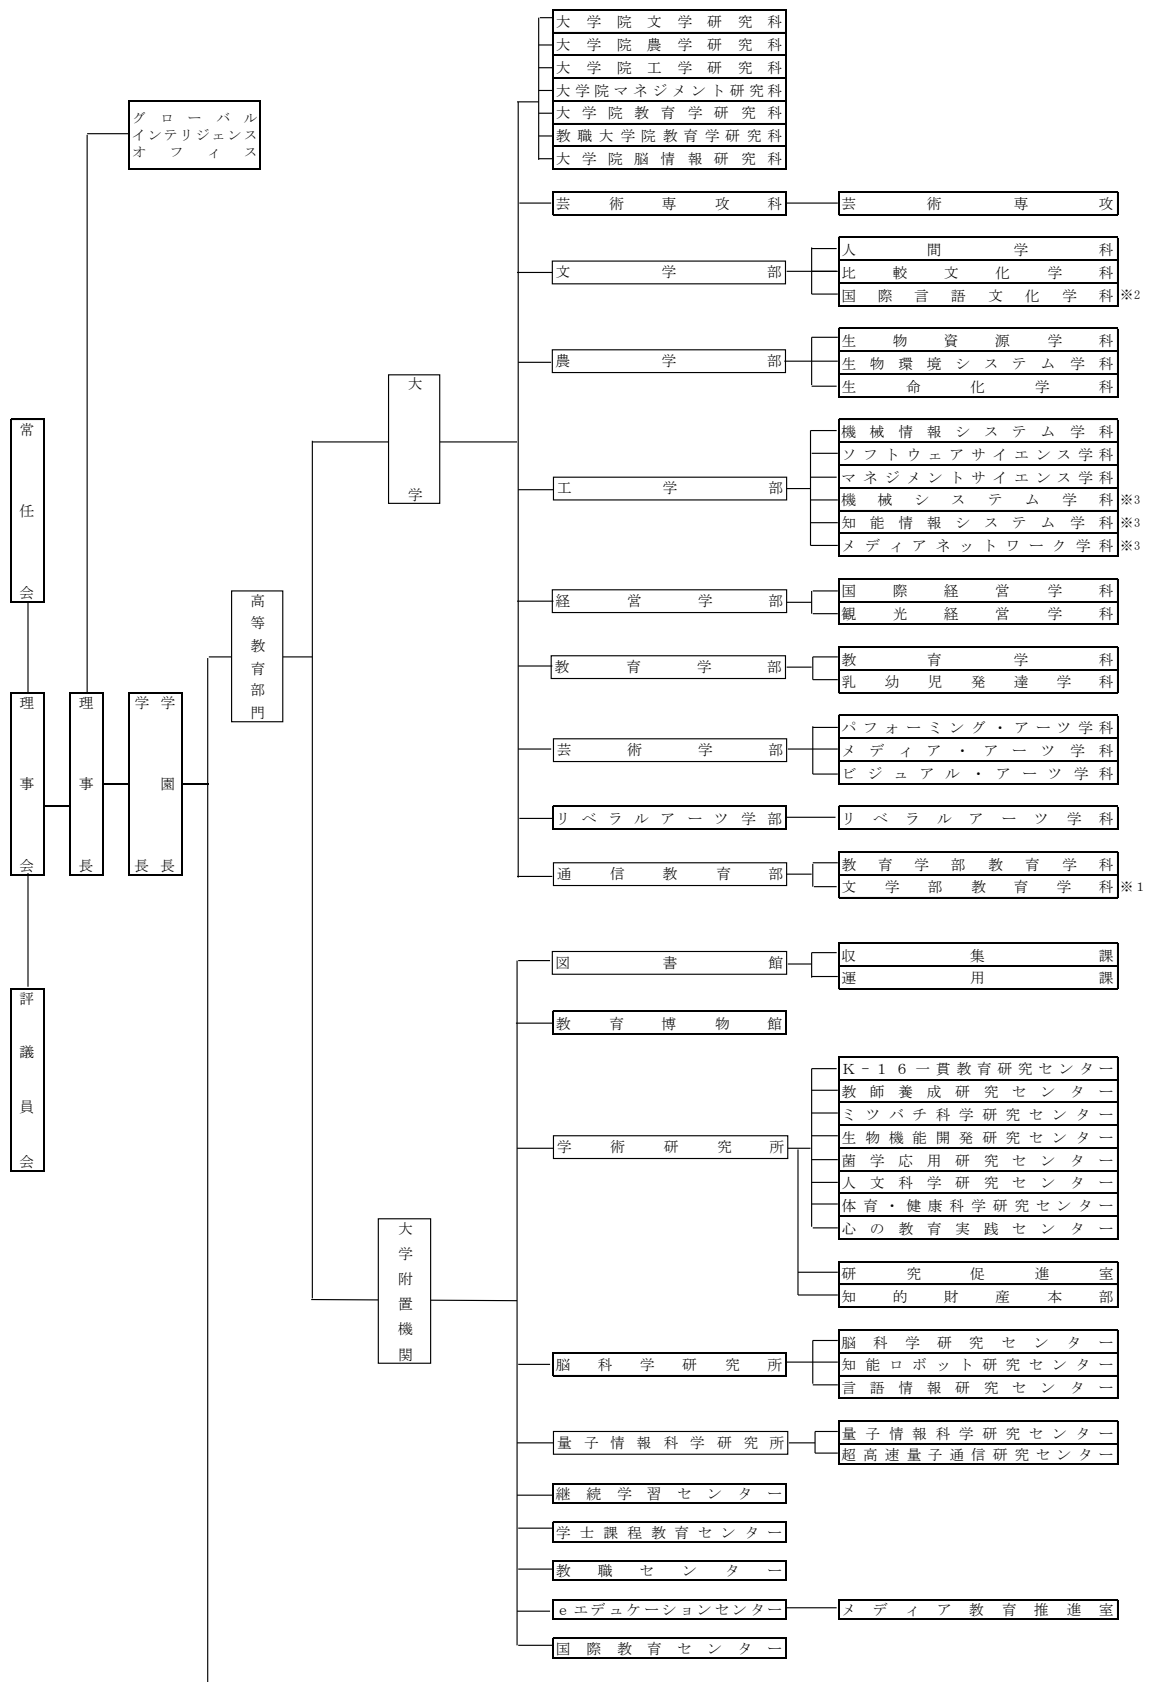 常任会
理事会
評議員会
理事長
グローバル
インテリジェンス
オフィス
学長
学園長
高等教育部門
大学
大学院文学研究科
大学院農学研究科
大学院工学研究科
大学院マネジメント研究科
大学院教育学研究科
教職大学院教育学研究科
大学院脳情報研究科
芸術専攻科
芸術専攻
文学部
人間学科
比較文化学科
国際言語文化学科※2
農学部
生物資源学科
生物環境システム学科
生命化学科
工学部
機械情報システム学科
ソフトウェアサイエンス学科
マネジメントサイエンス学科
機械システム学科※3
知能情報システム学科※3
メディアネットワーク学科※3
経営学部
国際経営学科
観光経営学科
教育学部
教育学科
乳幼児発達学科
芸術学部
パフォーミング・アーツ学科
メディア・アーツ学科
ビジュアル・アーツ学科
リベラルアーツ学部
リベラルアーツ学科
通信教育部
教育学部教育学科
文学部教育学科※1
大学附置機関
図書館
収集課
運用課
教育博物館
学術研究所
K-16一貫教育研究センター
教師養成研究センター
ミツバチ科学研究センター
生物機能開発研究センター
菌学応用研究センター
人文科学研究センター
体育・健康科学研究センター
心の教育実践センター
研究促進室
知的財産本部
脳科学研究所
脳科学研究センター
知能ロボット研究センター
言語情報研究センター
量子情報科学研究所
量子情報科学研究センター
超高速量子通信研究センター
継続学習センター
学士課程教育センター
教職センター
eエデュケーションセンター
メディア教育推進室
国際教育センター